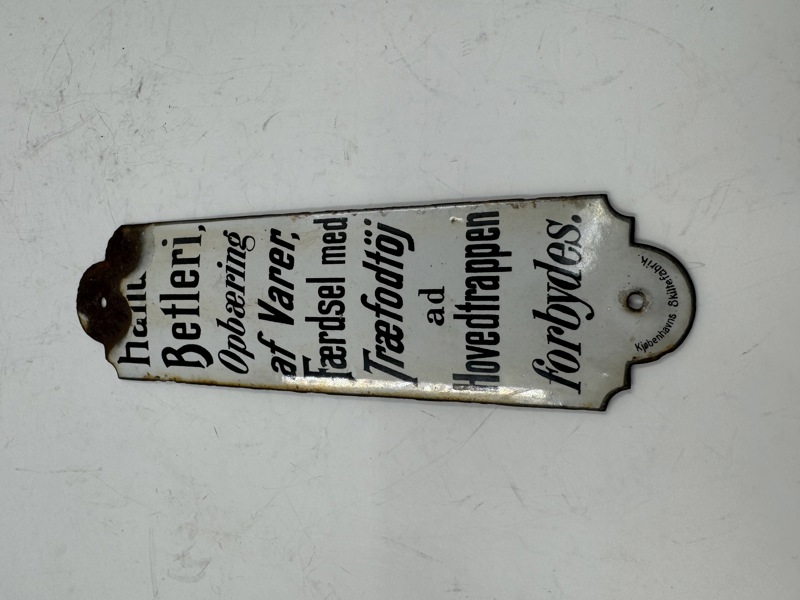 Betleri,
Opbæring
af Varer,
Færdsel med
Træfodtöj
ad
Hovedtrappen
forbydes.
Kjøbenhavns Skiltefabrik.